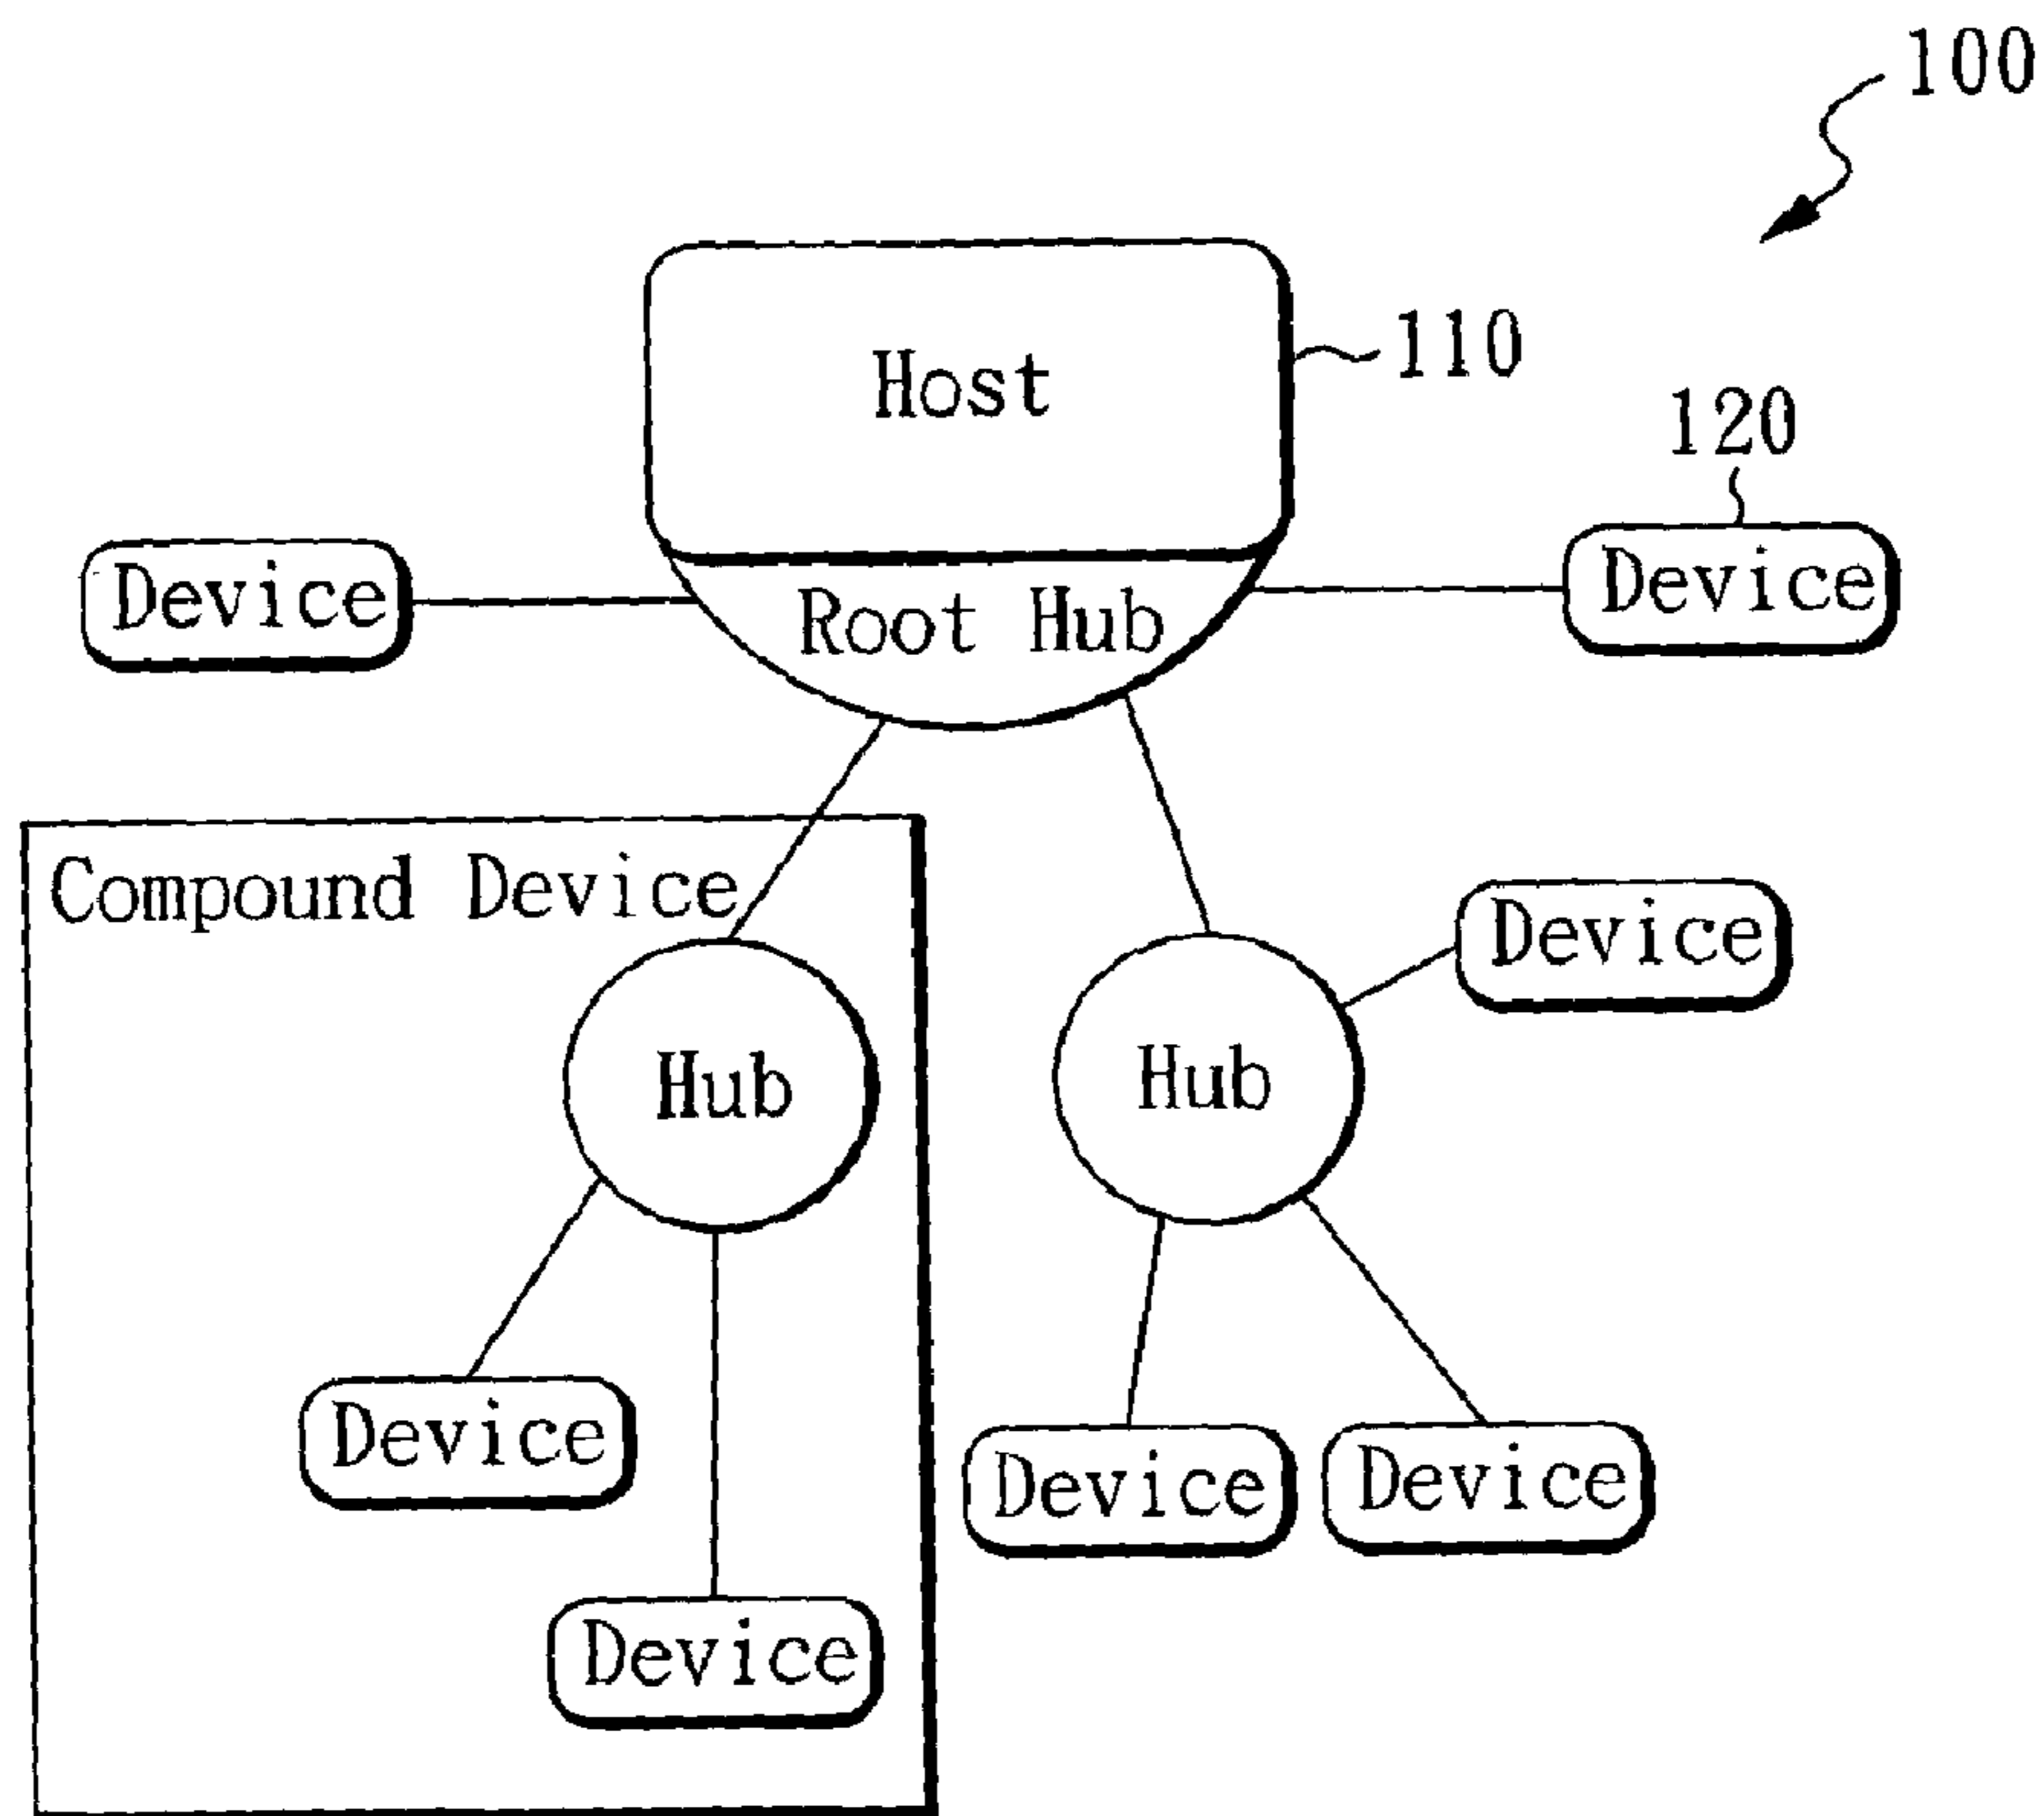 100
Host
110
120
Device
Root Hub
Device
Compound Device
Device
Hub
Hub
Device
Device
Device
Device